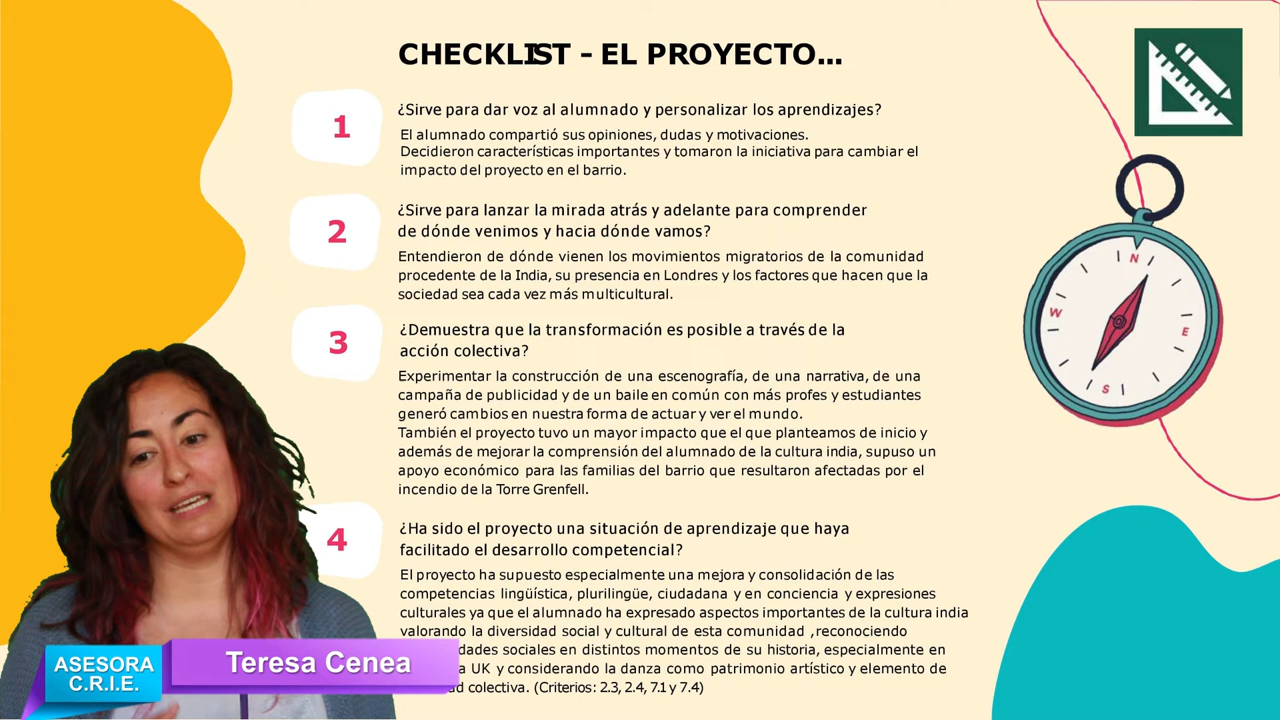 CHECKLIST – EL PROYECTO...
1
¿Sirve para dar voz al alumnado y personalizar los aprendizajes?
El alumnado compartió sus opiniones, dudas y motivaciones.
Decidieron características importantes y tomaron la iniciativa para cambiar el
impacto del proyecto en el barrio.
2
¿Sirve para lanzar la mirada atrás y adelante para comprender
de dónde venimos y hacia dónde vamos?
Entendieron de dónde vienen los movimientos migratorios de la comunidad
procedente de la India, su presencia en Londres y los factores que hacen que la
sociedad sea cada vez más multicultural.
3
¿Demuestra que la transformación es posible a través de la
acción colectiva?
Experimentar la construcción de una escenografía, de una narrativa, de una
campaña de publicidad y de un baile en común con más profes y estudiantes
generó cambios en nuestra forma de actuar y ver el mundo.
También el proyecto tuvo un mayor impacto que el que planteamos de inicio y
además de mejorar la comprensión del alumnado de la cultura india, supuso un
apoyo económico para las familias del barrio que resultaron afectadas por el
incendio de la Torre Grenfell.
4
¿Ha sido el proyecto una situación de aprendizaje que haya
facilitado el desarrollo competencial?
El proyecto ha supuesto especialmente una mejora y consolidación de las
competencias lingüística, plurilingüe, ciudadana y en conciencia y expresiones
culturales ya que el alumnado ha expresado aspectos importantes de la cultura india
valorando la diversidad social y cultural de esta comunidad ,reconociendo
dades sociales en distintos momentos de su historia, especialmente en
a UK y considerando la danza como patrimonio artístico y elemento de
d colectiva. (Criterios: 2.3, 2.4, 7.1 y 7.4)
N
W
E
S
ASESORA
C.R.I.E.
Teresa Cenea